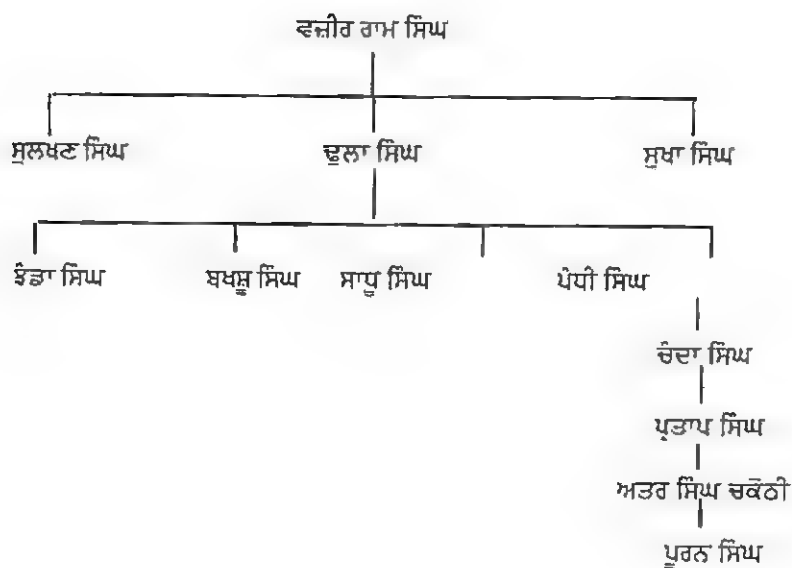 ਵਜ਼ੀਰ ਰਾਮ ਸਿੰਘ
ਸੁਲਖਣ ਸਿੰਘ ਢੁਲਾ ਸਿੰਘ ਸੁਖਾ ਸਿੰਘ
ਝੰਡਾ ਸਿੰਘ ਬਖਸ਼ੂ ਸਿੰਘ ਸਾਧੂ ਸਿੰਘ ਪੰਧੀ ਸਿੰਘ
ਚੰਦਾ ਸਿੰਘ
ਪ੍ਰਤਾਪ ਸਿੰਘ
ਅਤਰ ਸਿੰਘ ਚਕੋਠੀ
ਪੂਰਨ ਸਿੰਘ